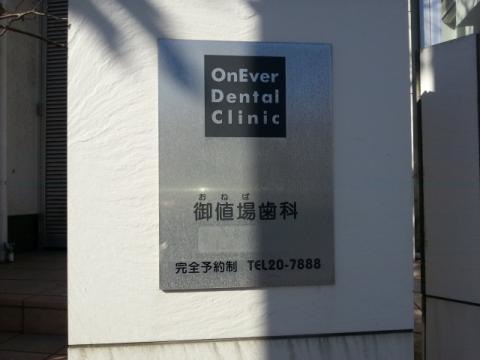 OnEver
Dental
Clinic
おねば
御値場歯科
完全予約制 TEL20-7888